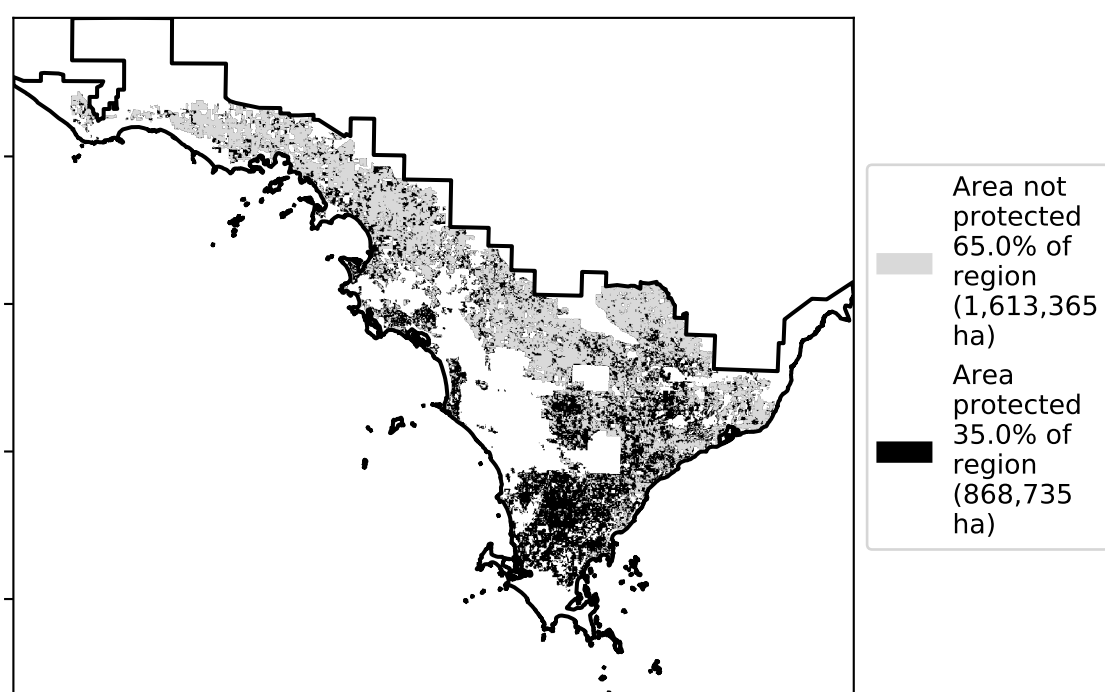 Area not
protected
65.0% of
region
(1,613,365
ha)
Area
protected
35.0% of
region
(868,735
ha)